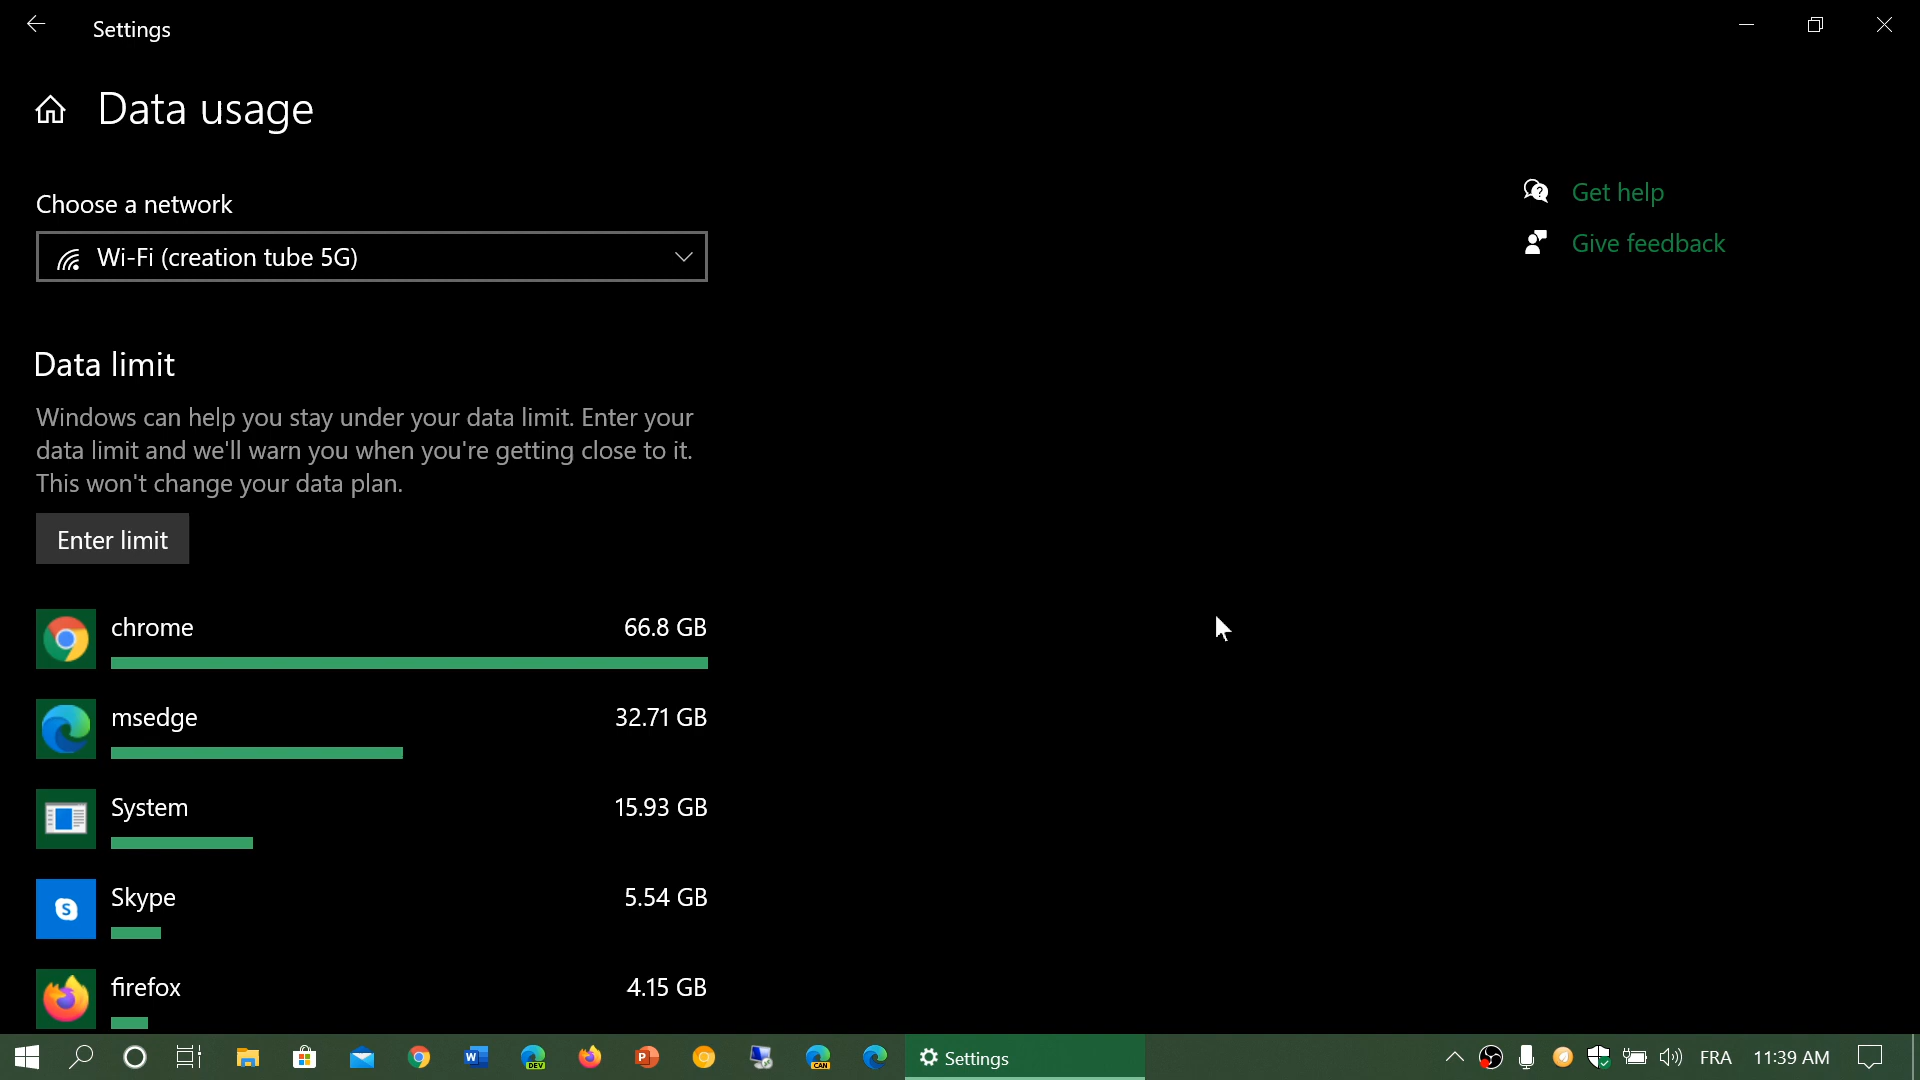 Settings
Data usage
Choose a network
Wi-Fi (creation tube 5G)
Get help
Give feedback
Data limit
Windows can help you stay under your data limit. Enter your
data limit and we'll warn you when you're getting close to it.
This won't change your data plan.
Enter limit
chrome 66.8 GB
msedge 32.71 GB
System 15.93 GB
Skype 5.54 GB
firefox 4.15 GB
W DEV P CAN Settings FRA 11:39 AM